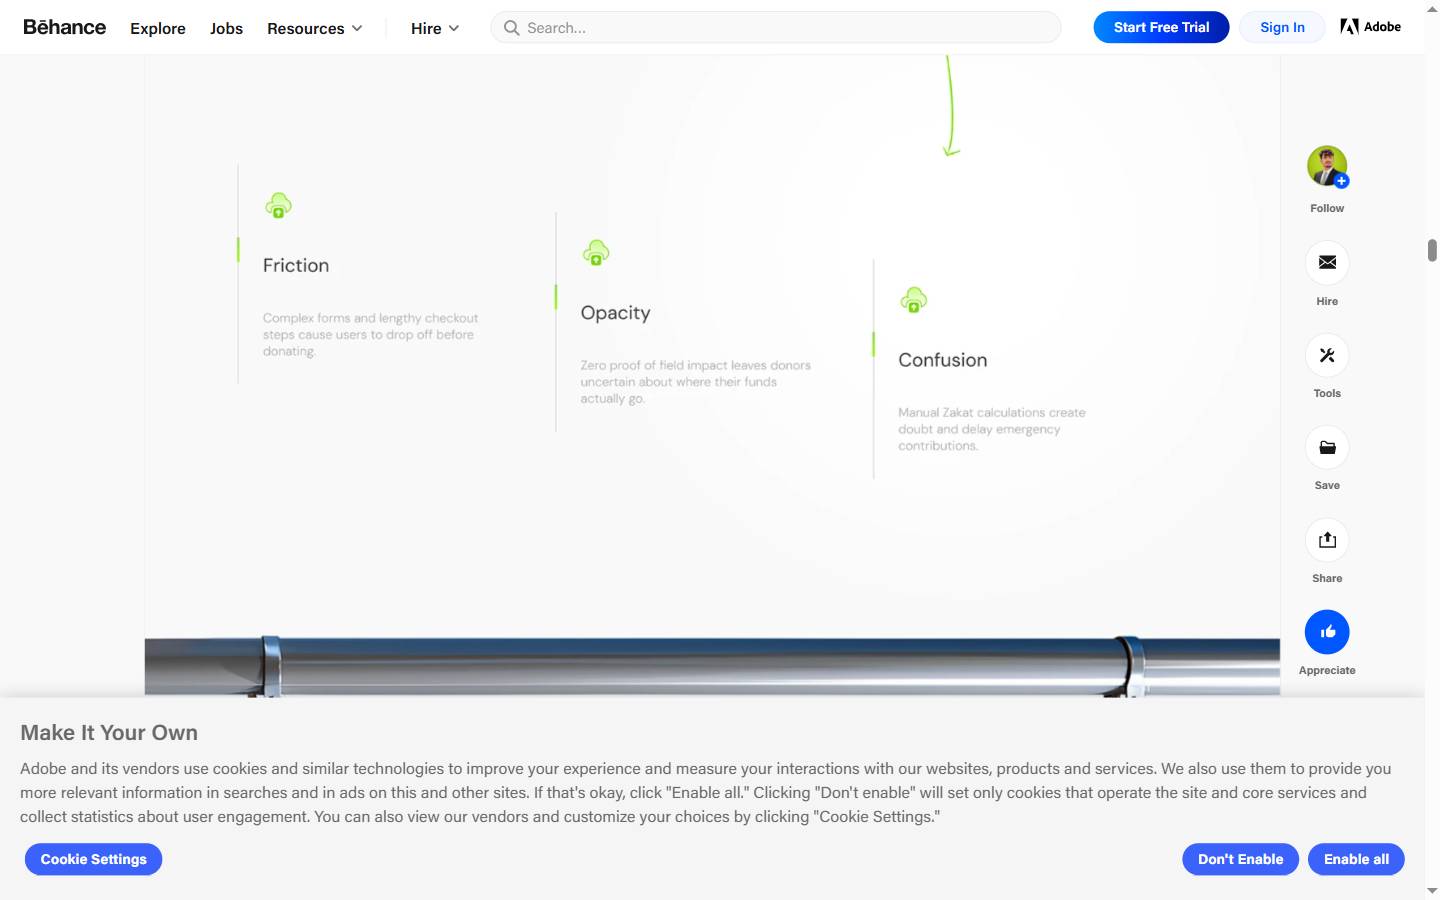 Bēhance
Explore
Jobs
Resources
Hire
Search...
Start Free Trial
Sign In
Adobe
Friction
Complex forms and lengthy checkout
steps cause users to drop off before
donating.
Opacity
Zero proof of field impact leaves donors
uncertain about where their funds
actually go.
Confusion
Manual Zakat calculations create
doubt and delay emergency
contributions.
Follow
Hire
Tools
Save
Share
Appreciate
Make It Your Own
Adobe and its vendors use cookies and similar technologies to improve your experience and measure your interactions with our websites, products and services. We also use them to provide you
more relevant information in searches and in ads on this and other sites. If that's okay, click "Enable all." Clicking "Don't enable" will set only cookies that operate the site and core services and
collect statistics about user engagement. You can also view our vendors and customize your choices by clicking "Cookie Settings."
Cookie Settings
Don't Enable
Enable all